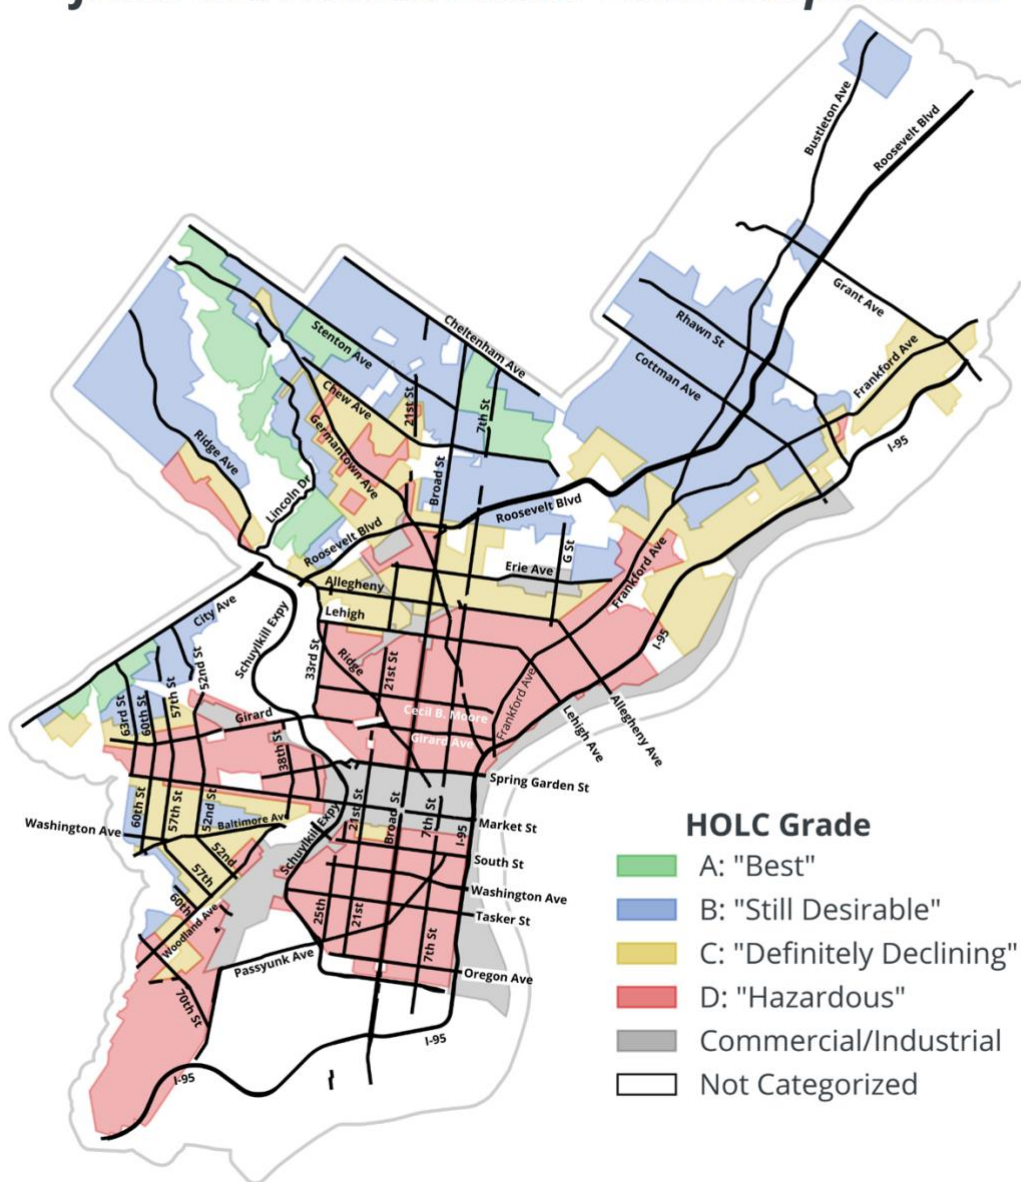 Bustleton Ave
Roosevelt Blvd
Grant Ave
Rhawn St
Cottman Ave
Frankford Ave
I-95
Cheltenham Ave
Stenton Ave
Chew Ave
21st St
7th St
Germantown Ave
Ridge Ave
Broad St
Lincoln Dr
Roosevelt Blvd
Roosevelt Blvd
G St
Erie Ave
Allegheny
Frankford Ave
Lehigh
City Ave
Schuylkill Expy
I-95
33rd St
Ridge
21st St
52nd St
57th St
60th St
63rd St
Frankford Ave
Cecil B. Moore
Girard
Girard Ave
Lehigh Ave
Allegheny Ave
38th St
Spring Garden St
60th St
57th St
52nd St
Baltimore Av
Washington Ave
Schuylkill Expy
21st St
Broad St
7th St
I-95
Market St
South St
52nd
57th
60th
Washington Ave
Tasker St
25th
21st
7th St
Woodland Ave
Passyunk Ave
Oregon Ave
70th St
I-95
I-95
HOLC Grade
A: "Best"
B: "Still Desirable"
C: "Definitely Declining"
D: "Hazardous"
Commercial/Industrial
Not Categorized